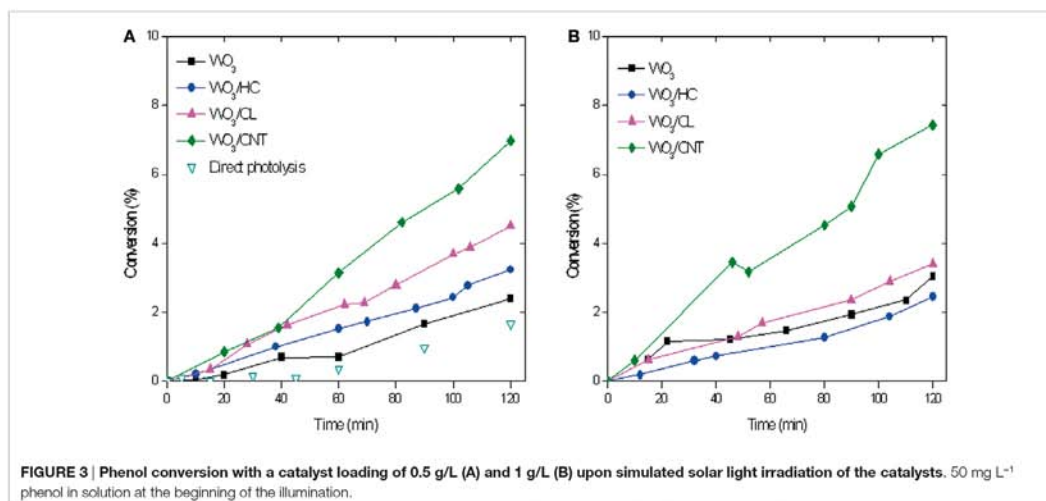 A
10
8
6
4
2
0
Conversion (%)
0 20 40 60 80 100 120
Time (min)
WO₃
WO₃/HC
WO₃/CL
WO₃/CNT
Direct photolysis
B
10
8
6
4
2
0
Conversion (%)
0 20 40 60 80 100 120
Time (min)
WO₃
WO₃/HC
WO₃/CL
WO₃/CNT
FIGURE 3 | Phenol conversion with a catalyst loading of 0.5 g/L (A) and 1 g/L (B) upon simulated solar light irradiation of the catalysts. 50 mg L⁻¹
phenol in solution at the beginning of the illumination.